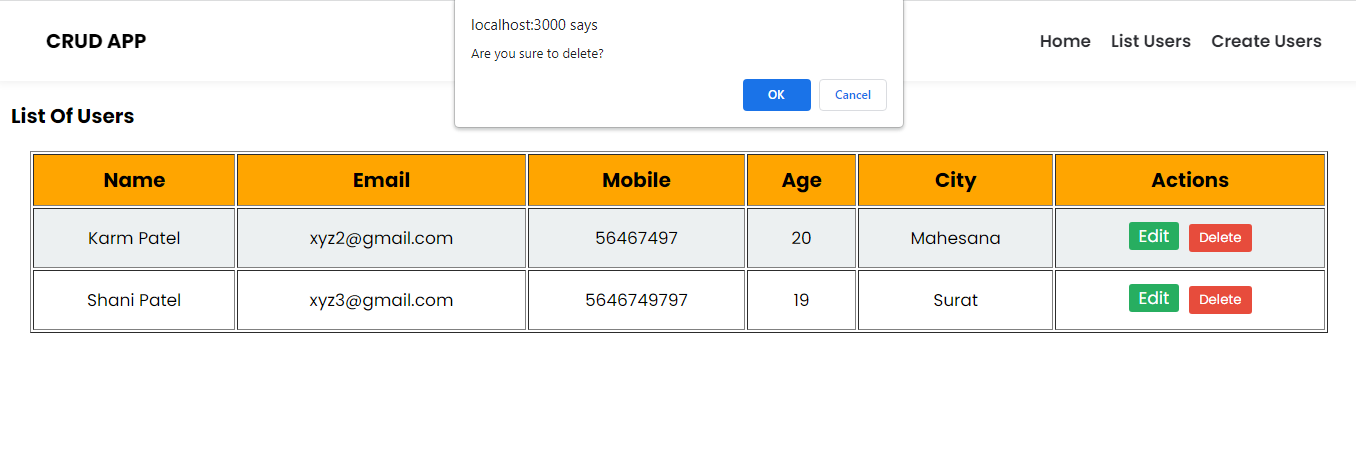 localhost:3000 says
Are you sure to delete?
OK Cancel
CRUD APP Home List Users Create Users
List Of Users
Name Email Mobile Age City Actions
Karm Patel xyz2@gmail.com 56467497 20 Mahesana Edit Delete
Shani Patel xyz3@gmail.com 5646749797 19 Surat Edit Delete